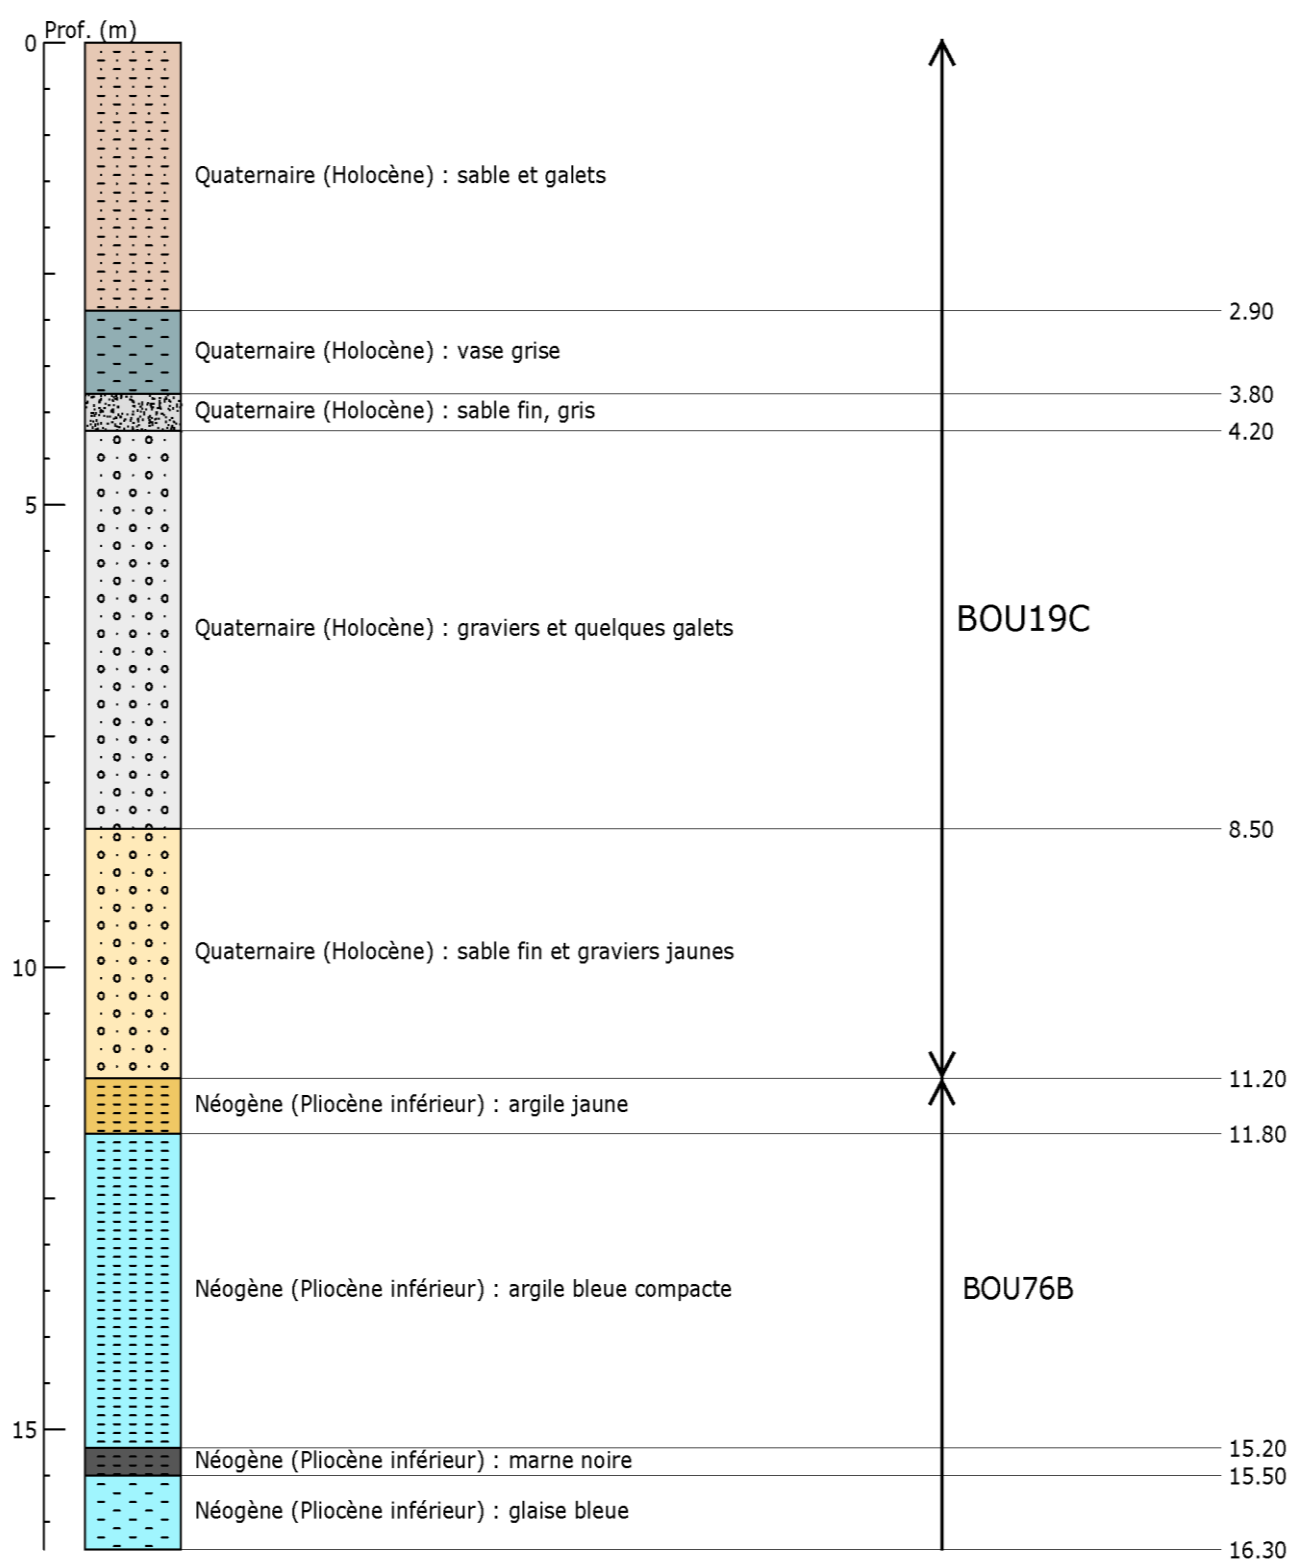 Prof. (m)
0
Quaternaire (Holocène) : sable et galets
2.90
Quaternaire (Holocène) : vase grise
3.80
Quaternaire (Holocène) : sable fin, gris
4.20
5
BOU19C
Quaternaire (Holocène) : graviers et quelques galets
8.50
Quaternaire (Holocène) : sable fin et graviers jaunes
10
11.20
Néogène (Pliocène inférieur) : argile jaune
11.80
Néogène (Pliocène inférieur) : argile bleue compacte
BOU76B
15
15.20
Néogène (Pliocène inférieur) : marne noire
15.50
Néogène (Pliocène inférieur) : glaise bleue
16.30